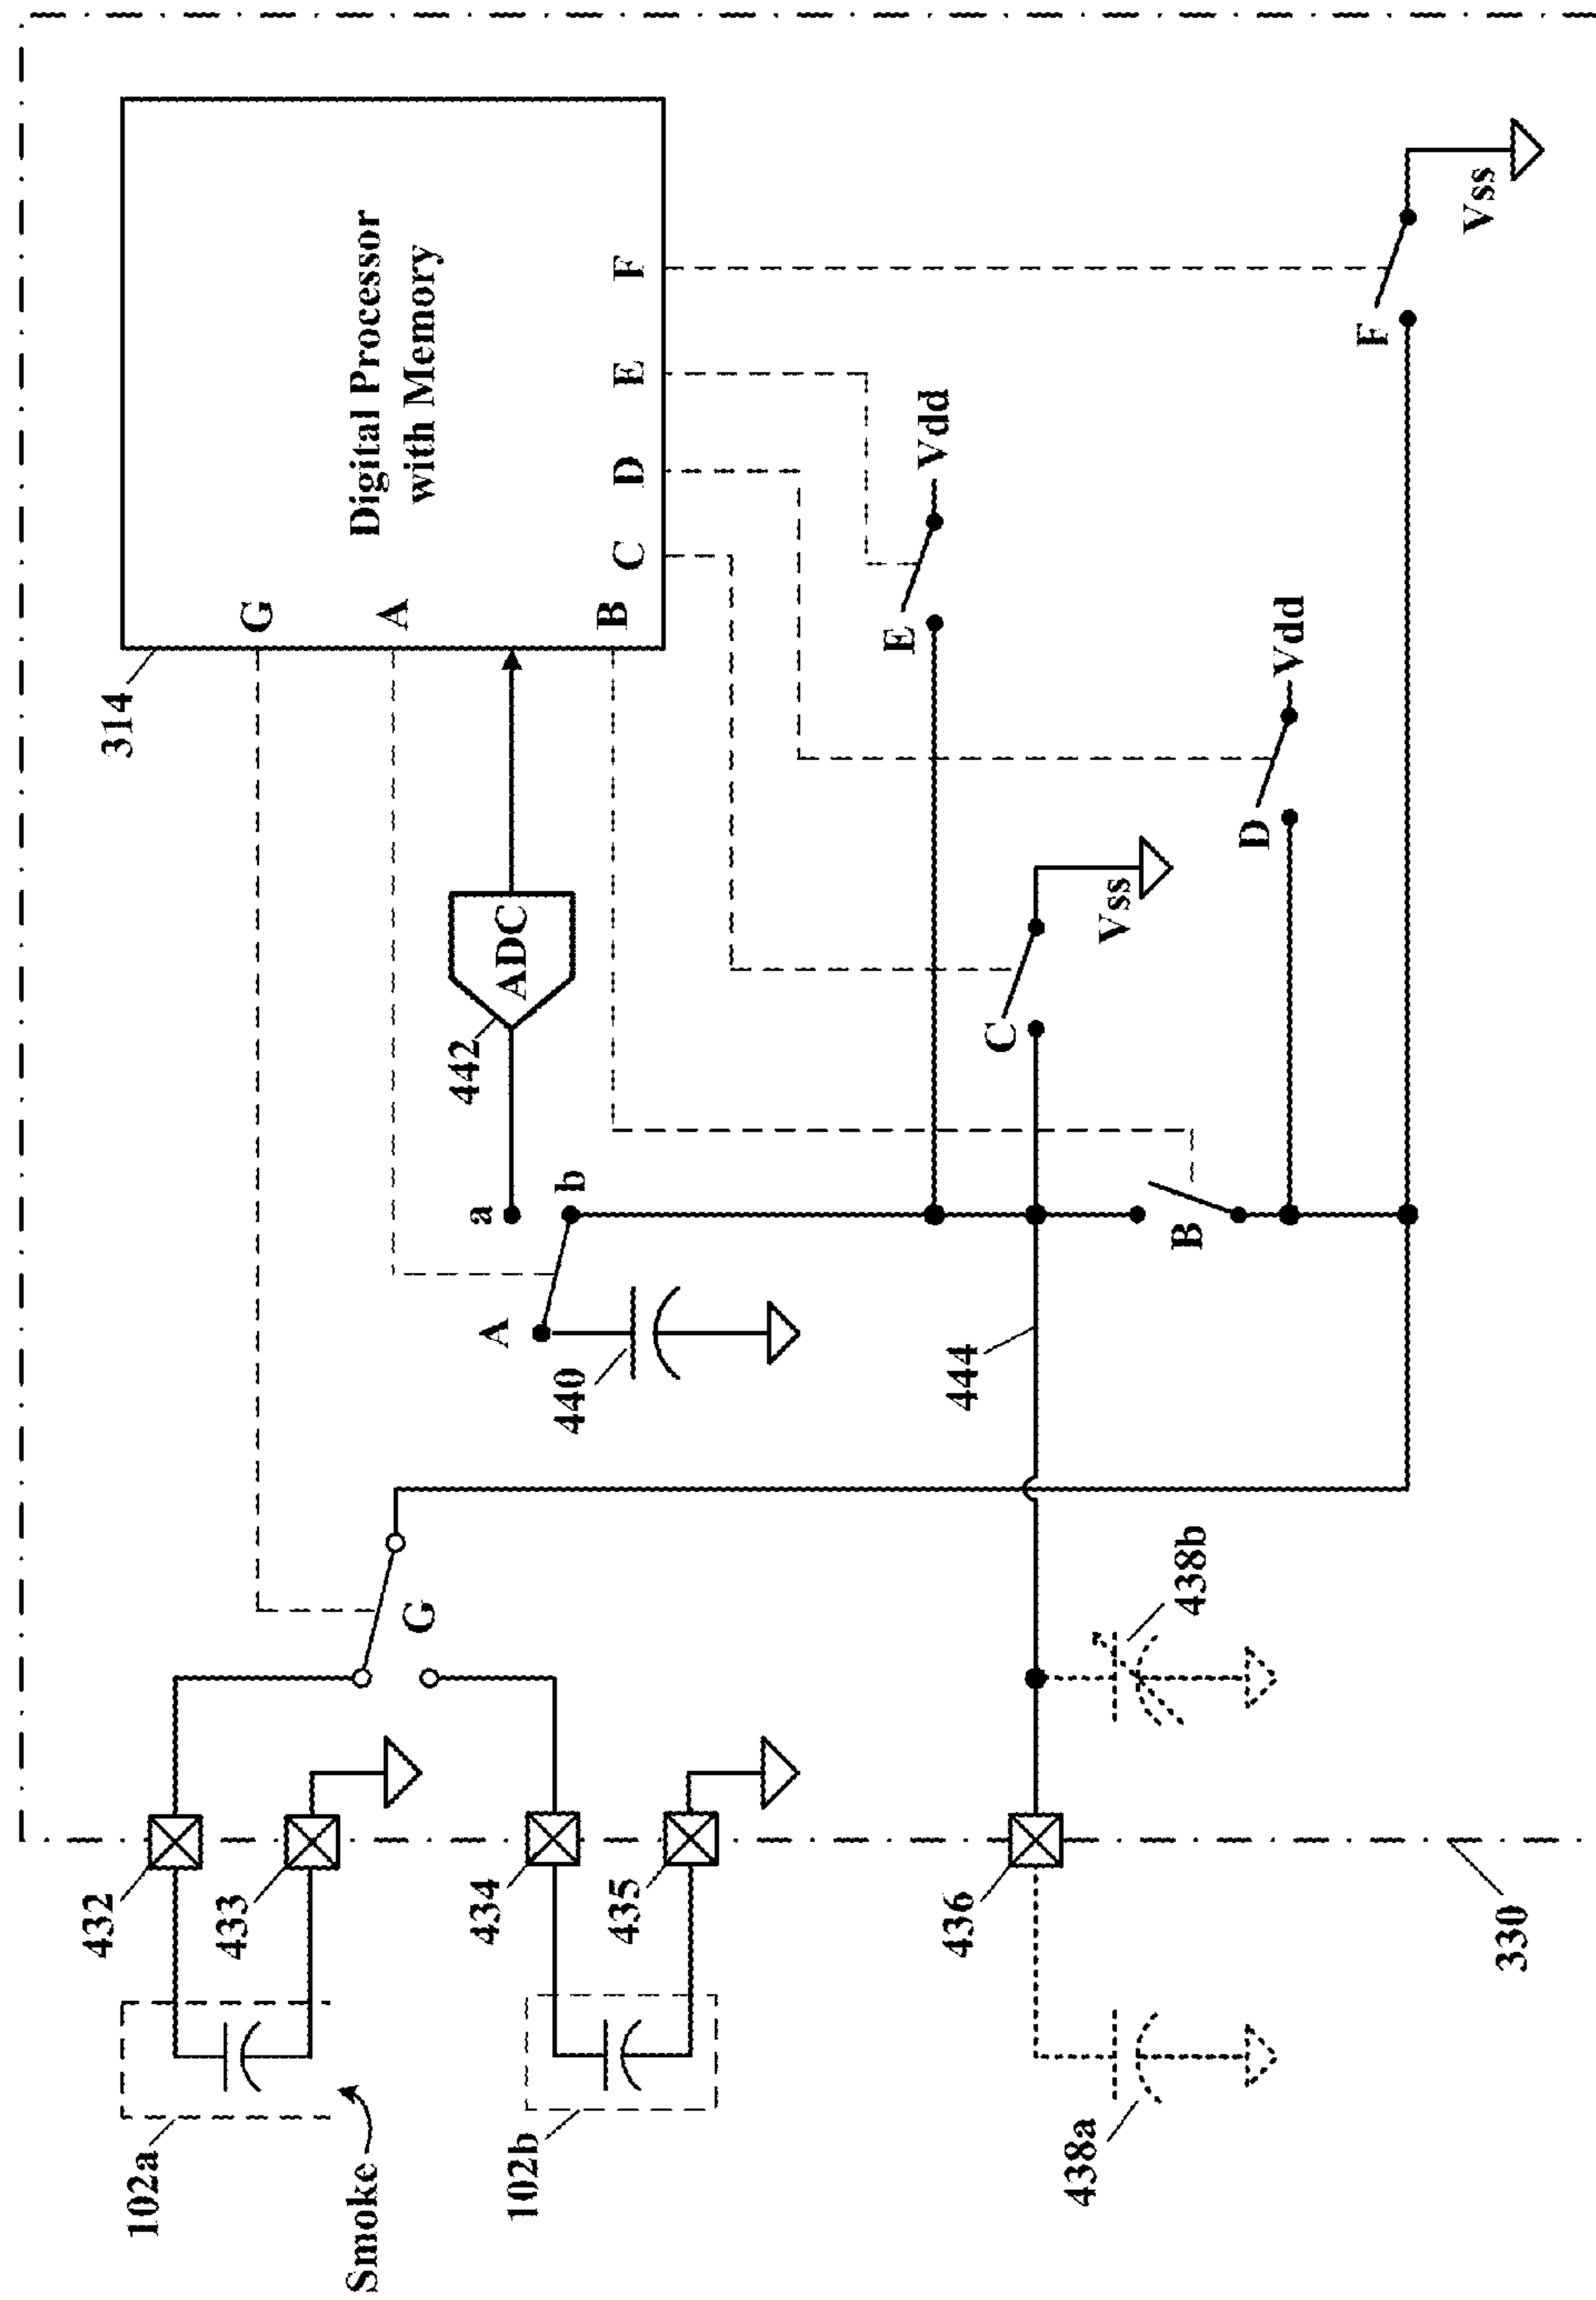 432
314
102a
433
G
Smoke
Digital Processor
with Memory
A
G
442
a
434
A
ADC
102b
440
b
B
435
C D E F
E
Vdd
436
444
C
438a
Vss
B
438b
D
Vdd
F
Vss
330